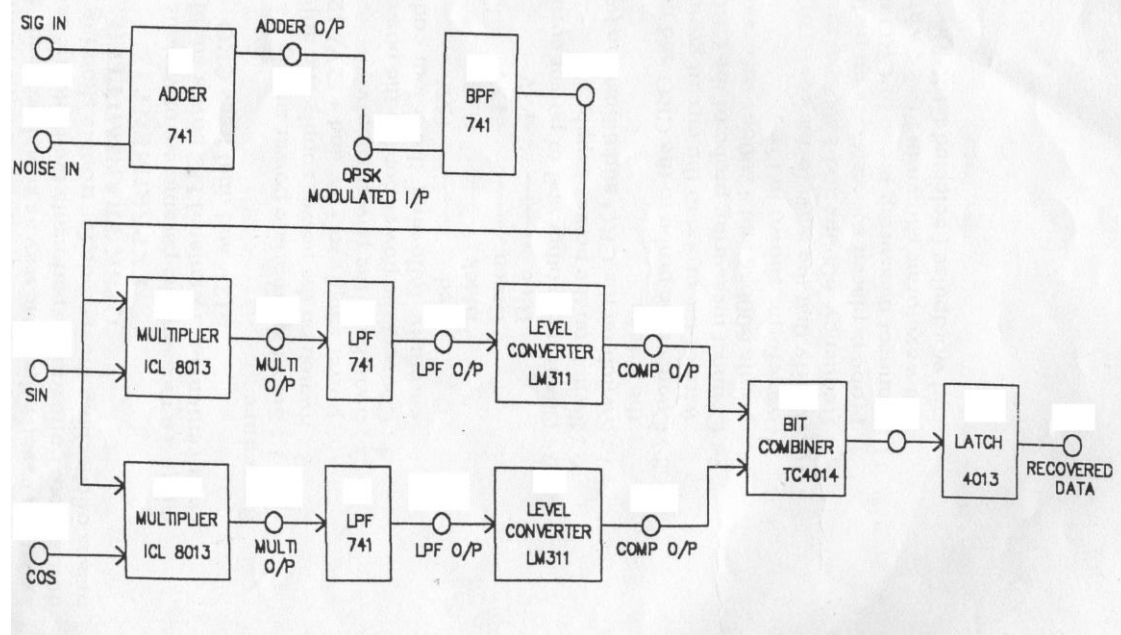 SIG IN
ADDER O/P
ADDER
741
BPF
741
NOISE IN
QPSK
MODULATED I/P
MULTIPLIER
ICL 8013
MULTI
O/P
LPF
741
LPF O/P
LEVEL
CONVERTER
LM311
COMP O/P
SIN
BIT
COMBINER
TC4014
LATCH
4013
RECOVERED
DATA
MULTIPLIER
ICL 8013
MULTI
O/P
LPF
741
LPF O/P
LEVEL
CONVERTER
LM311
COMP O/P
COS